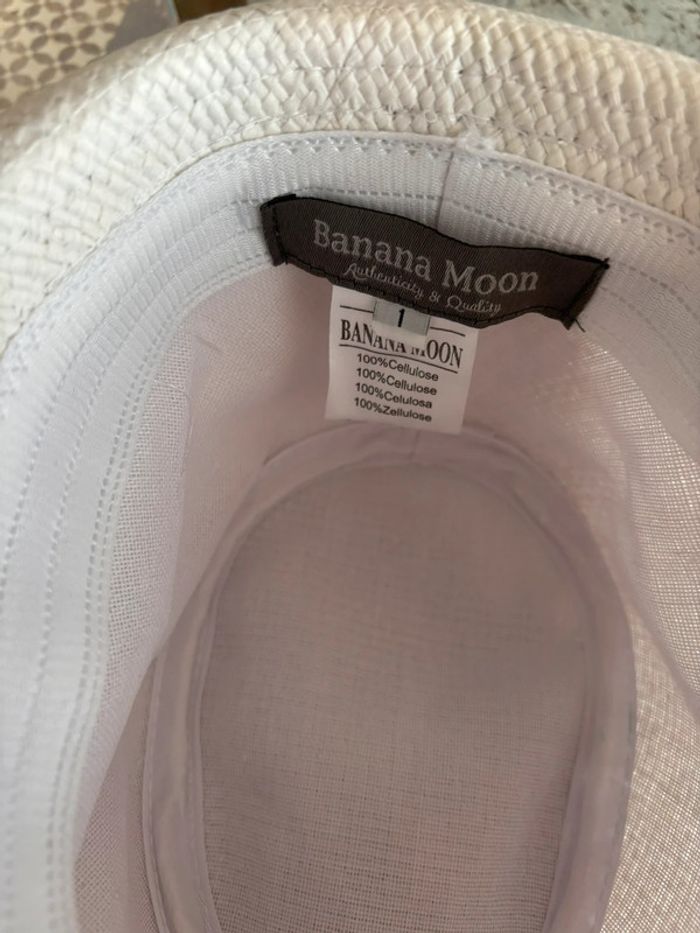 Banana Moon
Authenticity & Quality
1
BANANA MOON
100%Cellulose
100%Cellulose
100%Celulosa
100%Zellulose